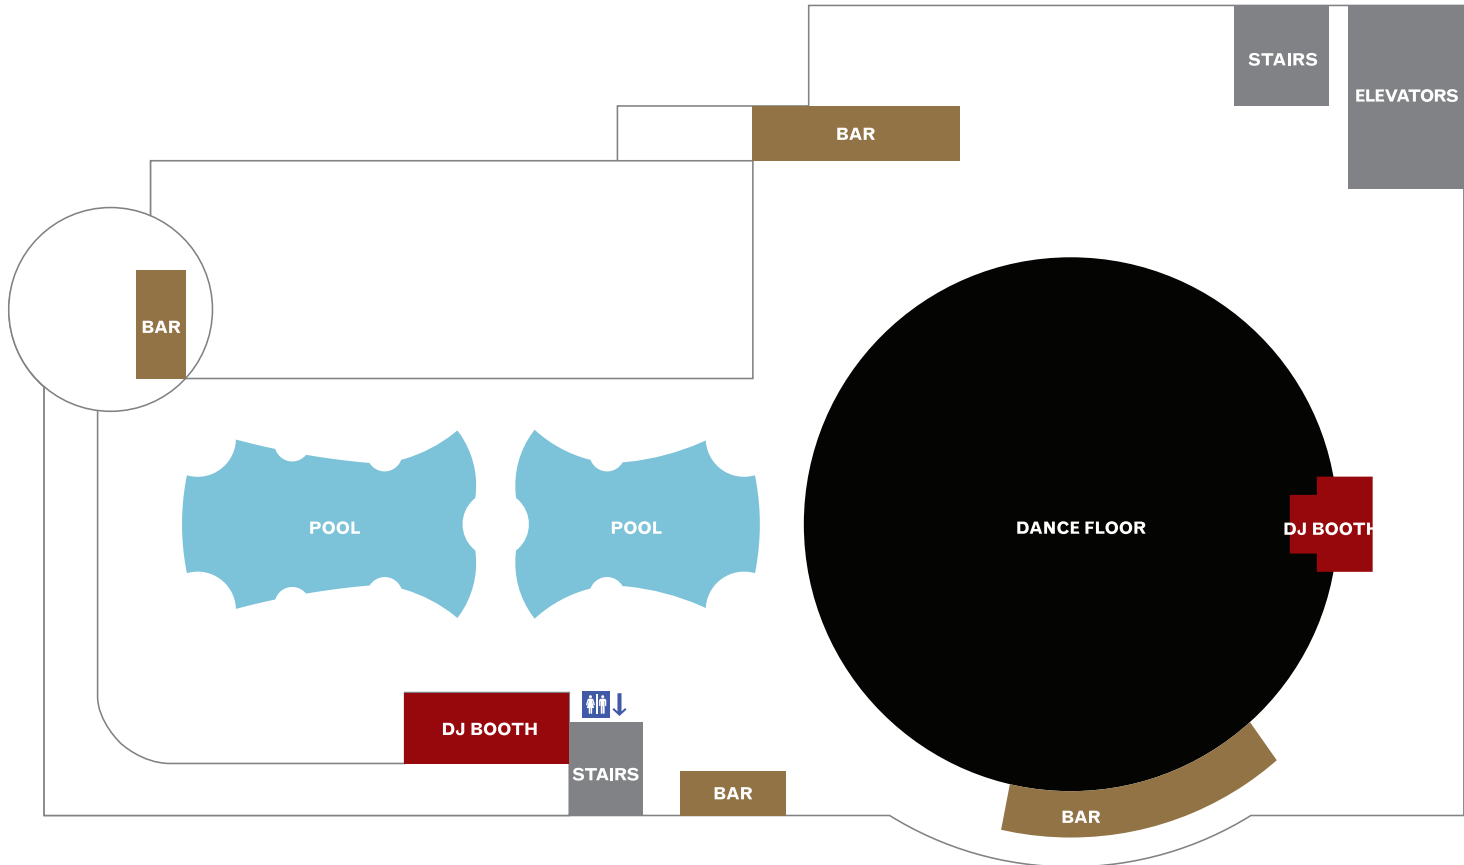 STAIRS
ELEVATORS
BAR
BAR
POOL
POOL
DANCE FLOOR
DJ BOOTH
DJ BOOTH
STAIRS
BAR
BAR